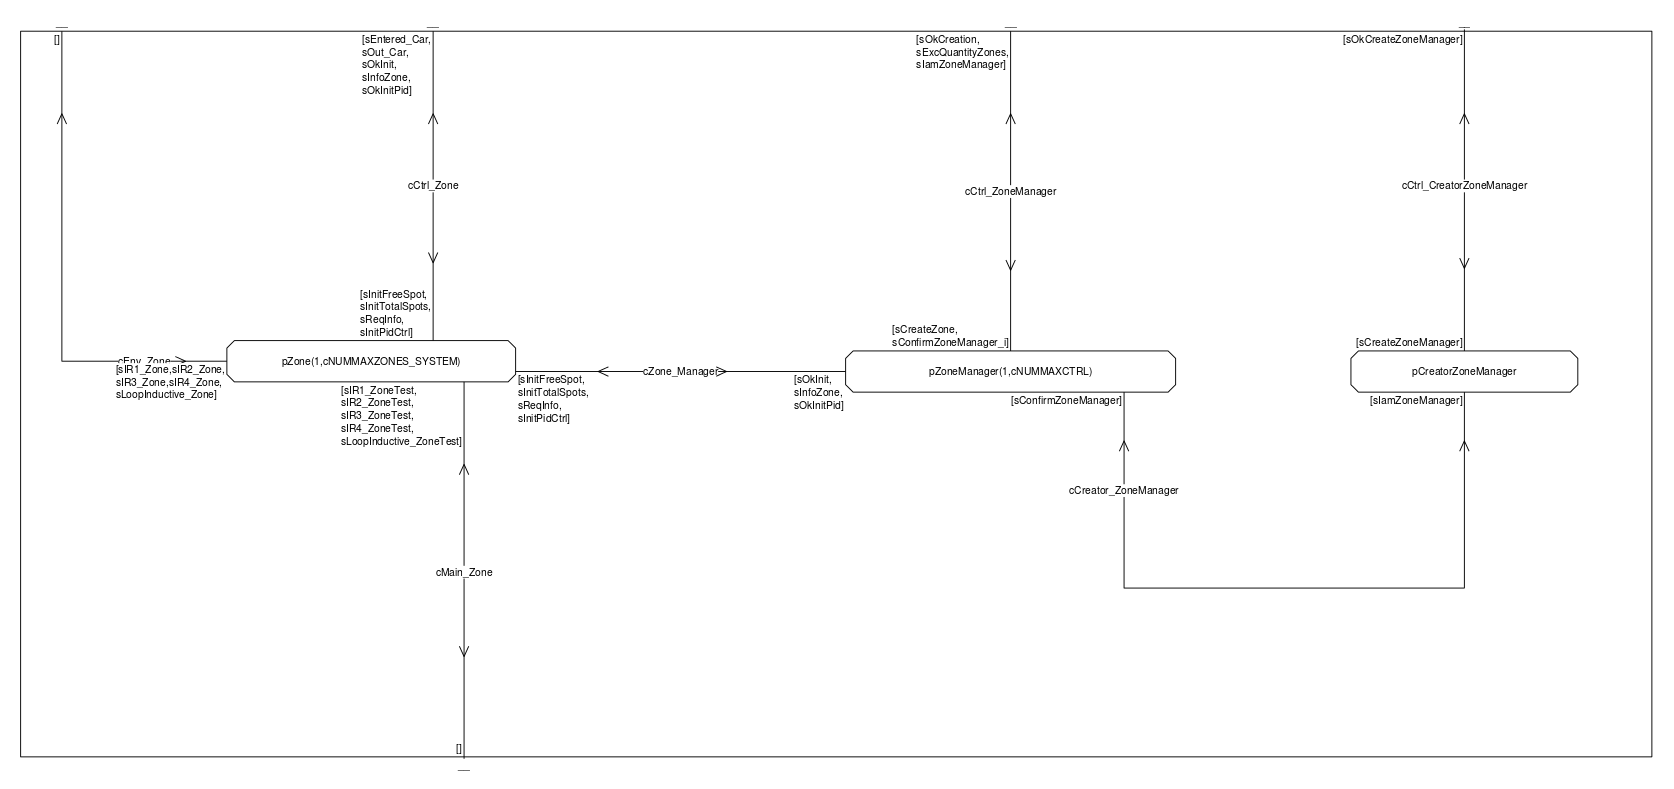 []
[sEntered_Car,
sOut_Car,
sOkInit,
sInfoZone,
sOkInitPid]
[sOkCreation,
sExcQuantityZones,
sIamZoneManager]
[sOkCreateZoneManager]
cCtrl_Zone
cCtrl_ZoneManager
cCtrl_CreatorZoneManager
[sInitFreeSpot,
sInitTotalSpots,
sReqInfo,
sInitPidCtrl]
[sCreateZone,
sConfirmZoneManager_i]
[sCreateZoneManager]
cEnv_Zone
[sIR1_Zone,sIR2_Zone,
sIR3_Zone,sIR4_Zone,
sLoopInductive_Zone]
pZone(1,cNUMMAXZONES_SYSTEM)
cZone_Manager
pZoneManager(1,cNUMMAXCTRL)
pCreatorZoneManager
[sIR1_ZoneTest,
sIR2_ZoneTest,
sIR3_ZoneTest,
sIR4_ZoneTest,
sLoopInductive_ZoneTest]
[sInitFreeSpot,
sInitTotalSpots,
sReqInfo,
sInitPidCtrl]
[sOkInit,
sInfoZone,
sOkInitPid]
[sConfirmZoneManager]
[sIamZoneManager]
cCreator_ZoneManager
cMain_Zone
[]